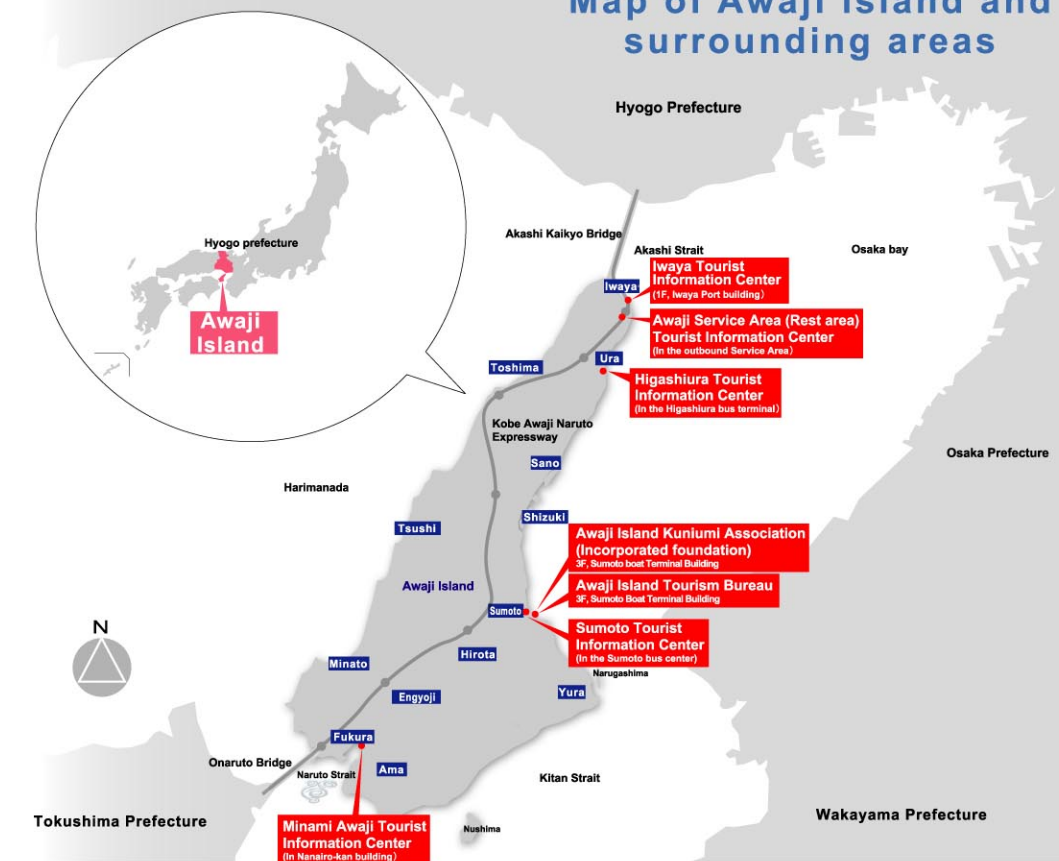 Map of Awaji Island and
surrounding areas
Hyogo Prefecture
Hyogo prefecture
Awaji
Island
Akashi Kaikyo Bridge
Akashi Strait
Osaka bay
Iwaya
Iwaya Tourist
Information Center
(1F, Iwaya Port building)
Awaji Service Area (Rest area)
Tourist Information Center
(In the outbound Service Area)
Ura
Toshima
Higashiura Tourist
Information Center
(In the Higashiura bus terminal)
Kobe Awaji Naruto
Expressway
Osaka Prefecture
Sano
Harimanada
Shizuki
Tsushi
Awaji Island Kuniumi Association
(Incorporated foundation)
3F, Sumoto boat Terminal Building
Awaji Island
Awaji Island Tourism Bureau
3F, Sumoto Boat Terminal Building
Sumoto
Sumoto Tourist
Information Center
(In the Sumoto bus center)
N
Hirota
Minato
Narugashima
Yura
Engyoji
Fukura
Onaruto Bridge
Naruto Strait
Ama
Kitan Strait
Tokushima Prefecture
Wakayama Prefecture
Minami Awaji Tourist
Information Center
(In Nanairo-kan building)
Nushima